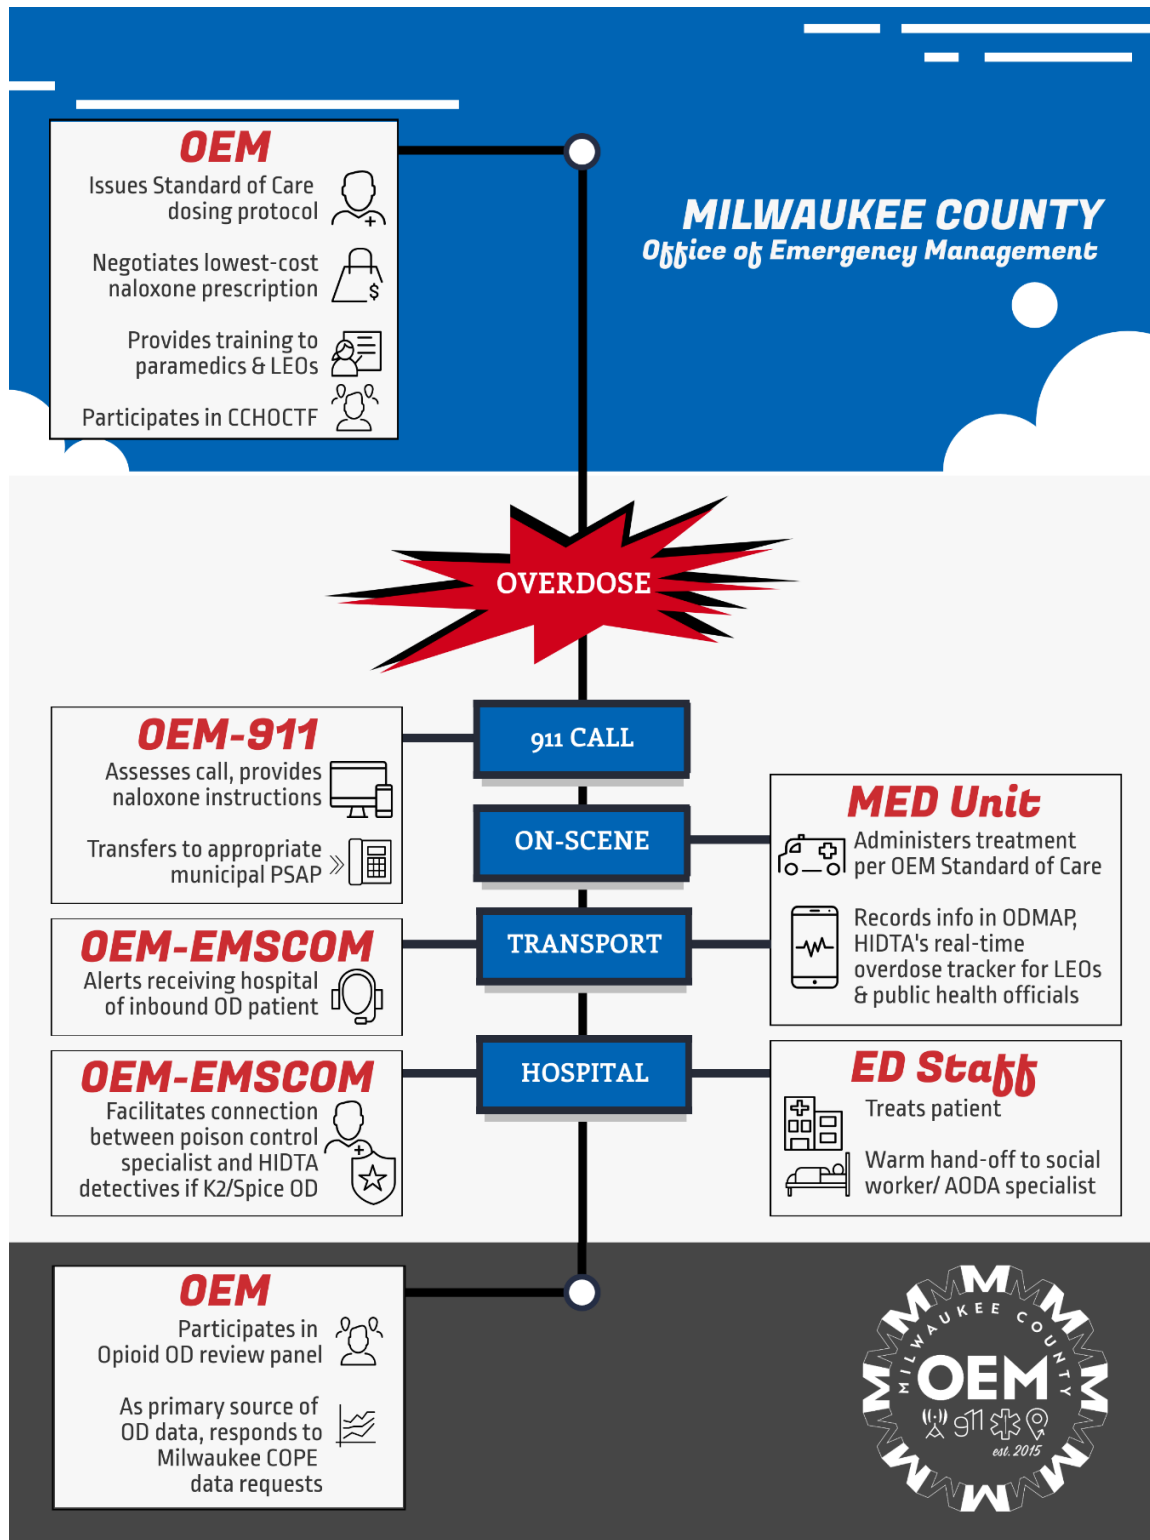 OEM
Issues Standard of Care
dosing protocol
Negotiates lowest-cost
naloxone prescription
$
Provides training to
paramedics & LEOs
Participates in CCHOCTF
MILWAUKEE COUNTY
Office of Emergency Management
OVERDOSE
911 CALL
OEM-911
Assesses call, provides
naloxone instructions
Transfers to appropriate
municipal PSAP
ON-SCENE
MED Unit
Administers treatment
per OEM Standard of Care
Records info in ODMAP,
HIDTA's real-time
overdose tracker for LEOs
& public health officials
TRANSPORT
OEM-EMSCOM
Alerts receiving hospital
of inbound OD patient
HOSPITAL
OEM-EMSCOM
Facilitates connection
between poison control
specialist and HIDTA
detectives if K2/Spice OD
ED Staff
Treats patient
Warm hand-off to social
worker/ AODA specialist
OEM
Participates in
Opioid OD review panel
As primary source of
OD data, responds to
Milwaukee COPE
data requests
MILWAUKEE COUNTY
OEM
911
est. 2015